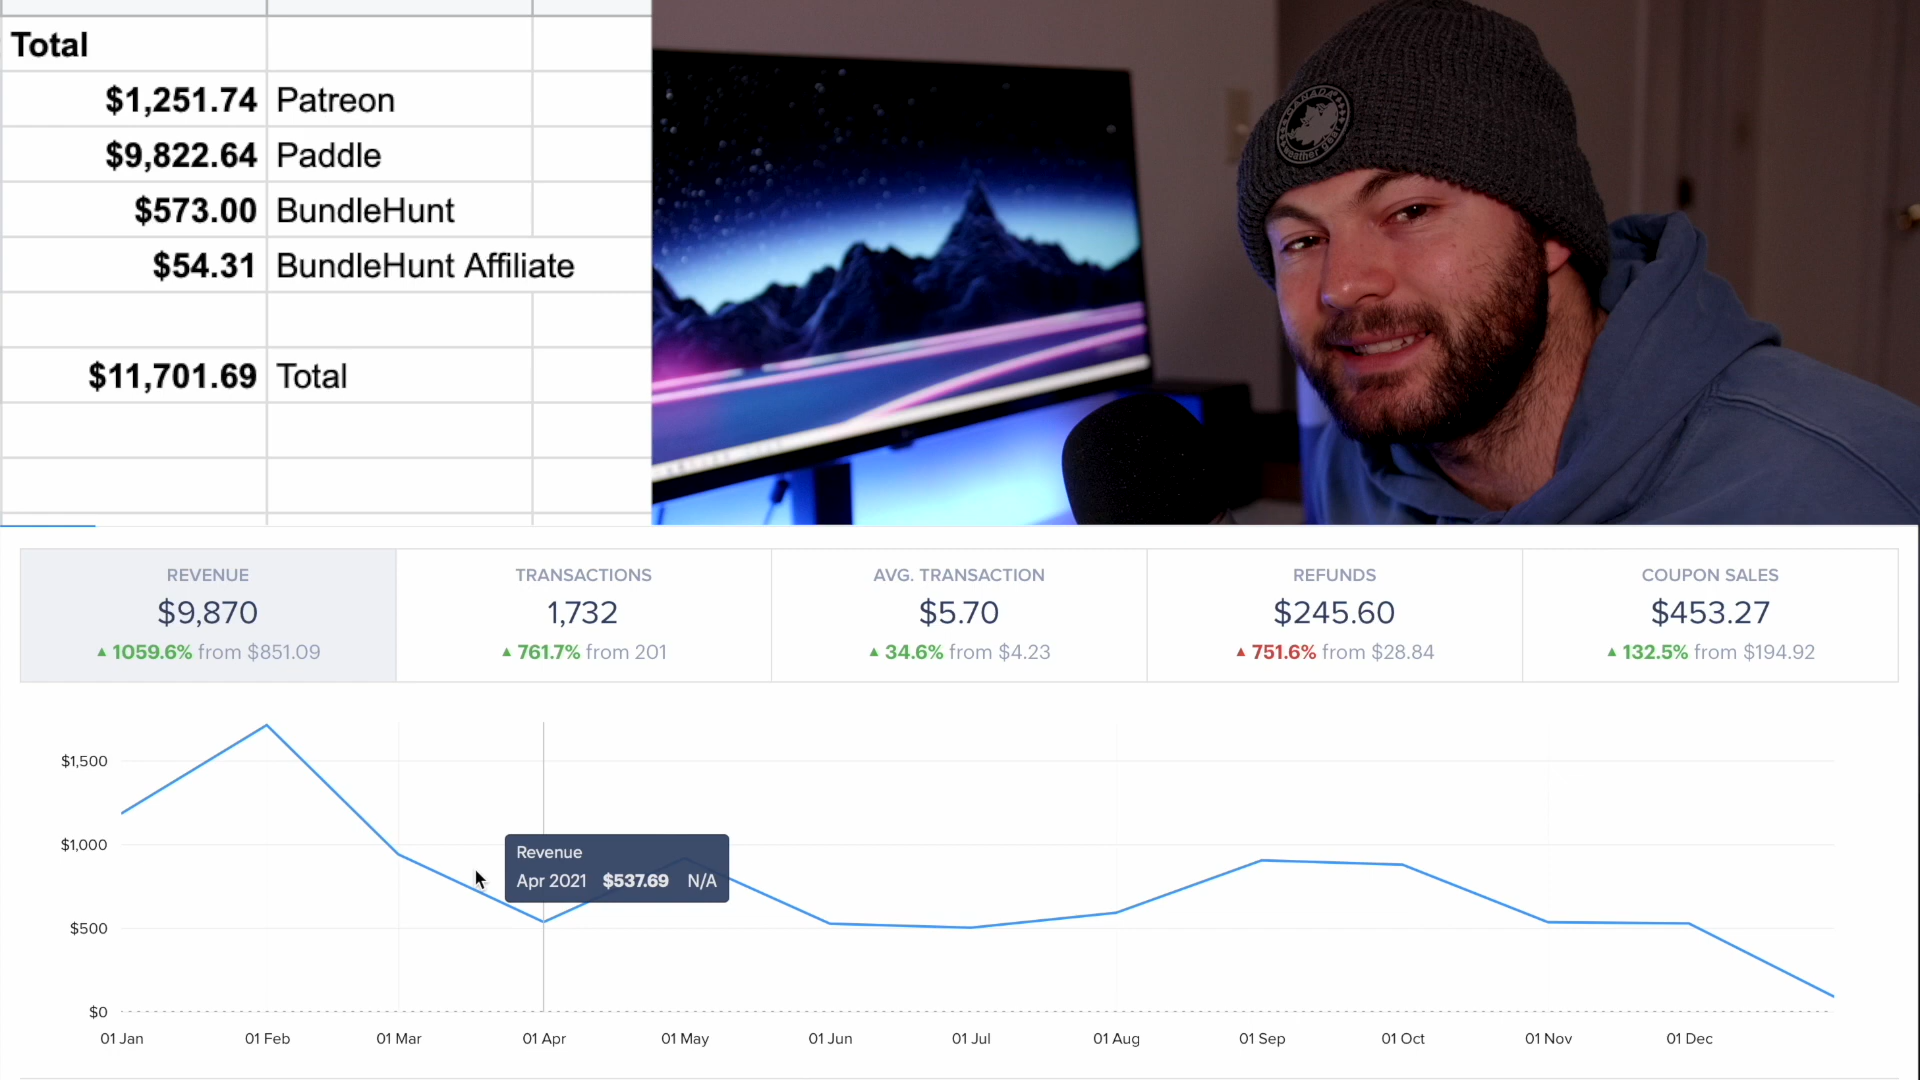 Total
$1,251.74 Patreon
$9,822.64 Paddle
$573.00 BundleHunt
$54.31 BundleHunt Affiliate
$11,701.69 Total
CANADA
weather gear
REVENUE
$9,870
▲ 1059.6% from $851.09
TRANSACTIONS
1,732
▲ 761.7% from 201
AVG. TRANSACTION
$5.70
▲ 34.6% from $4.23
REFUNDS
$245.60
▲ 751.6% from $28.84
COUPON SALES
$453.27
▲ 132.5% from $194.92
$1,500
$1,000
$500
$0
Revenue
Apr 2021 $537.69 N/A
01 Jan 01 Feb 01 Mar 01 Apr 01 May 01 Jun 01 Jul 01 Aug 01 Sep 01 Oct 01 Nov 01 Dec